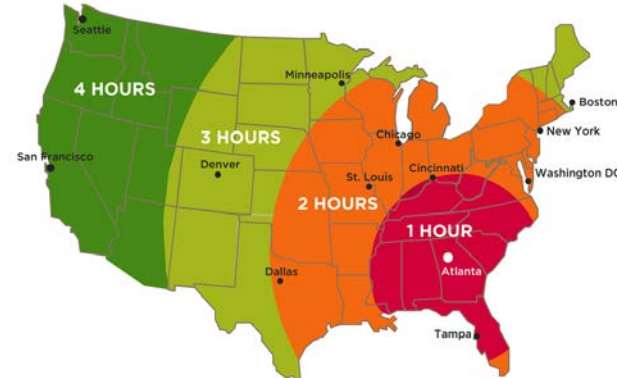 Seattle
4 HOURS
Minneapolis
Boston
3 HOURS
New York
Chicago
San Francisco
Denver
St. Louis
Cincinnati
Washington DC
2 HOURS
1 HOUR
Atlanta
Dallas
Tampa